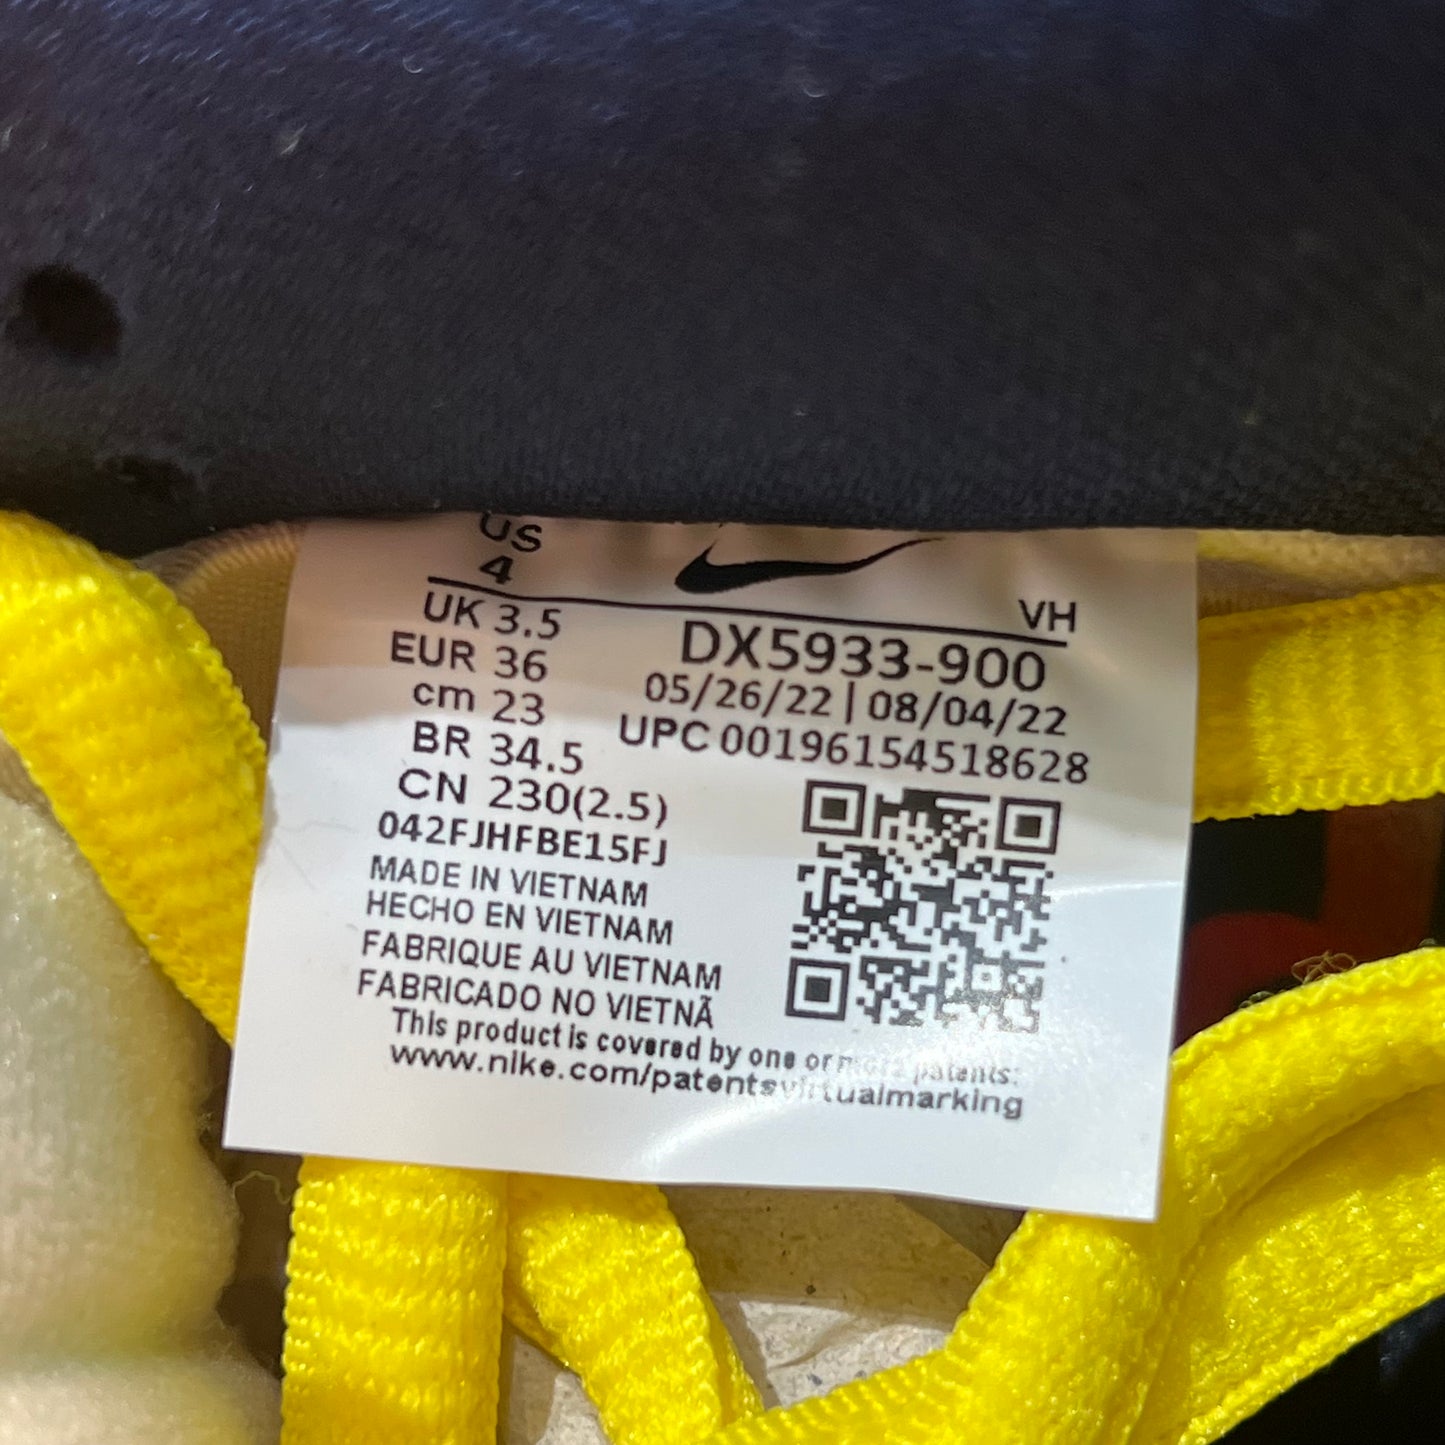 US
4
UK 3.5
EUR 36
cm 23
BR 34.5
CN 230(2.5)
VH
DX5933-900
05/26/22 | 08/04/22
UPC 00196154518628
042FJHFBE15FJ
MADE IN VIETNAM
HECHO EN VIETNAM
FABRIQUE AU VIETNAM
FABRICADO NO VIETNÃ
This product is covered by one or more patents:
www.nike.com/patentsvirtualmarking